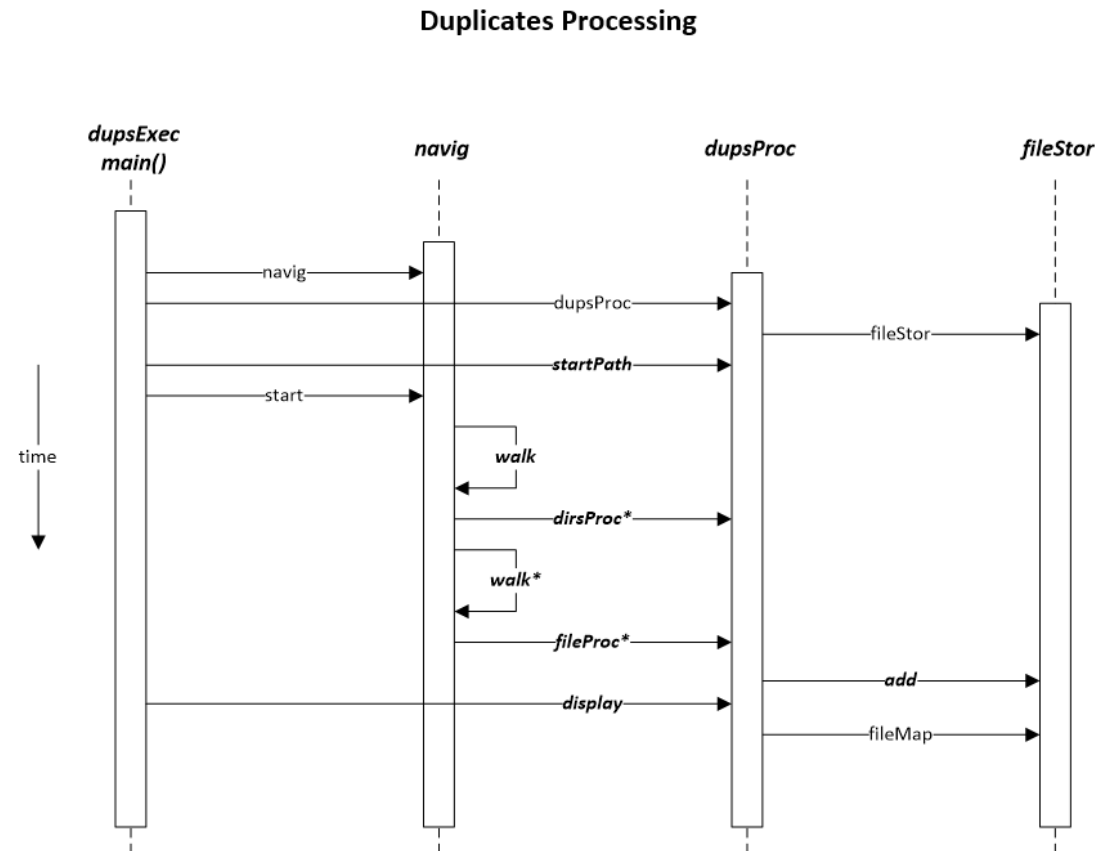 Duplicates Processing
dupsExec
main()
navig
dupsProc
fileStor
navig
dupsProc
fileStor
startPath
start
time
walk
dirsProc*
walk*
fileProc*
add
display
fileMap